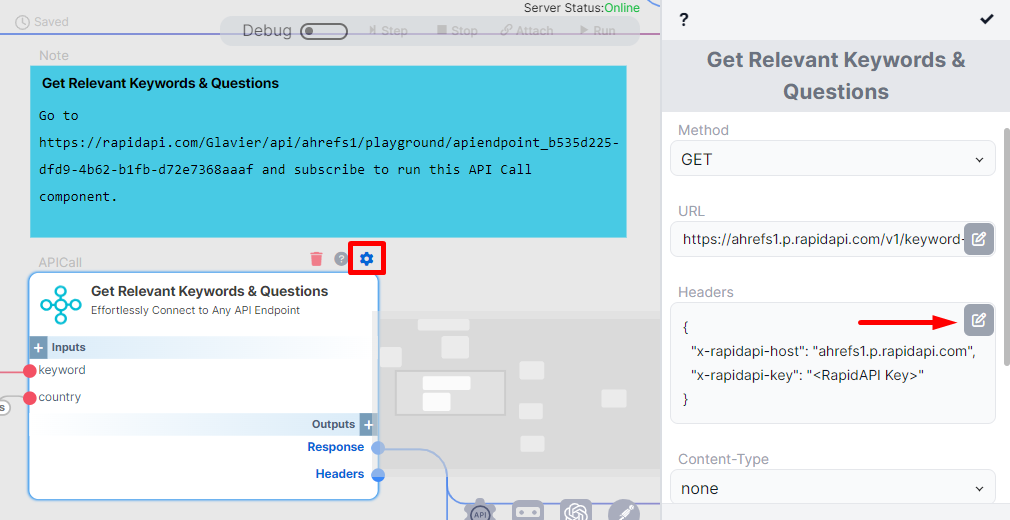 Server Status:Online
Saved
Debug
Step
Stop
Attach
Run
Note
Get Relevant Keywords & Questions
Go to
https://rapidapi.com/Glavier/api/ahrefs1/playground/apiendpoint_b535d225-
dfd9-4b62-b1fb-d72e7368aaaf and subscribe to run this API Call
component.
APICall
?
Get Relevant Keywords & Questions
Effortlessly Connect to Any API Endpoint
+ Inputs
keyword
country
s
Outputs +
Response
Headers
API
?
Get Relevant Keywords &
Questions
Method
GET
URL
https://ahrefs1.p.rapidapi.com/v1/keyword-
Headers
{
"x-rapidapi-host": "ahrefs1.p.rapidapi.com",
"x-rapidapi-key": "<RapidAPI Key>"
}
Content-Type
none